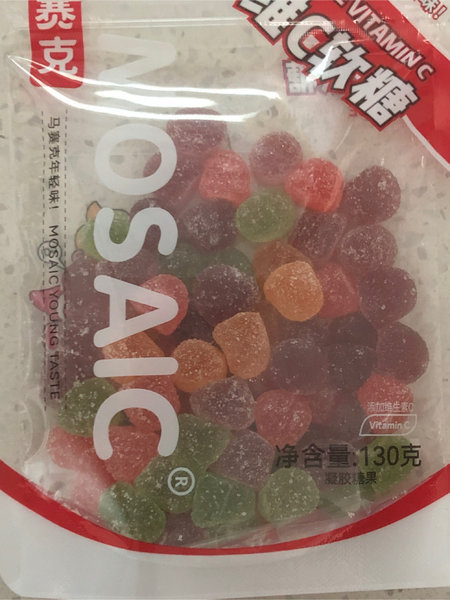 赛克
MOSAIC®
马赛克年轻味! MOSAIC YOUNG TASTE
味!
VITAMIN C
维C软糖
添加维生素C
Vitamin C
净含量:130克
凝胶糖果